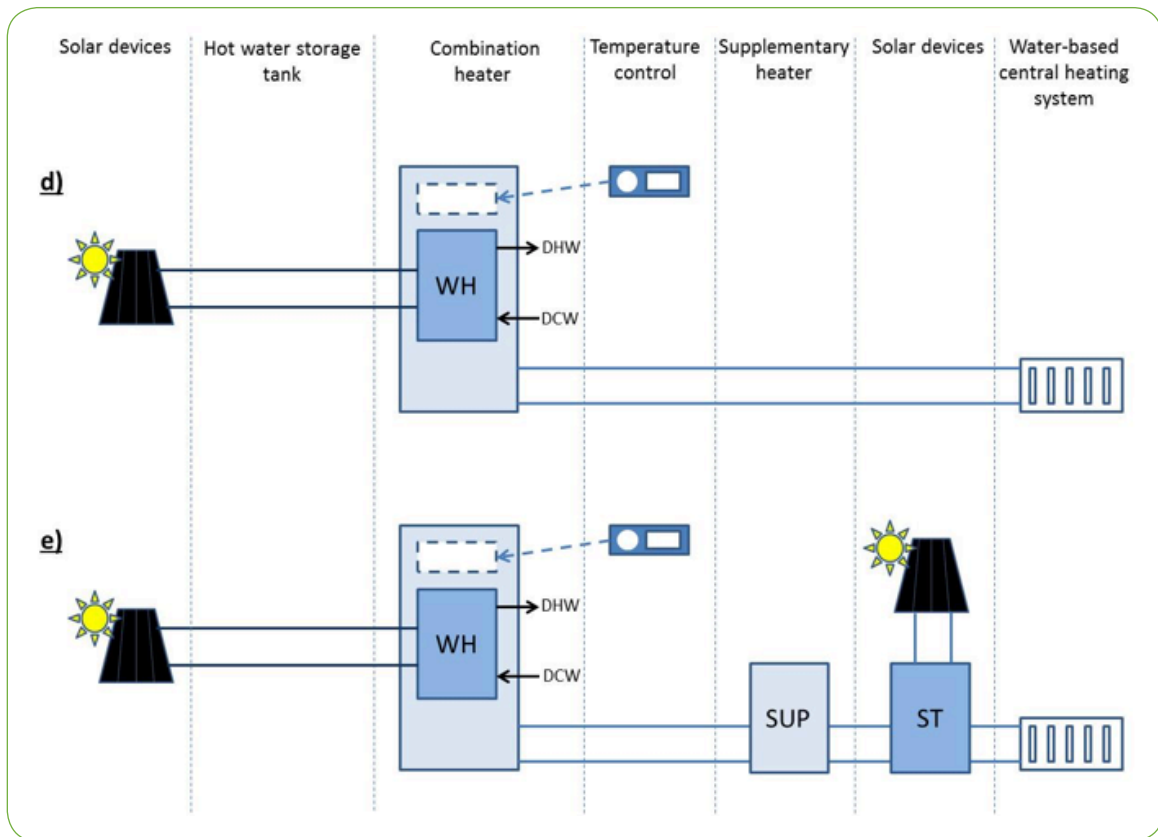 Solar devices
Hot water storage
tank
Combination
heater
Temperature
control
Supplementary
heater
Solar devices
Water-based
central heating
system
d)
WH
DHW
DCW
e)
WH
DHW
DCW
SUP
ST